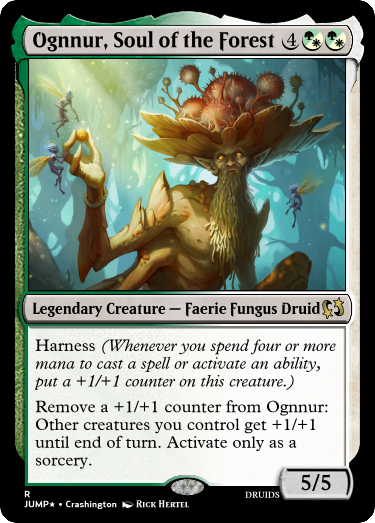 Ognnur, Soul of the Forest 4
Legendary Creature — Faerie Fungus Druid
Harness (Whenever you spend four or more
mana to cast a spell or activate an ability,
put a +1/+1 counter on this creature.)
Remove a +1/+1 counter from Ognnur:
Other creatures you control get +1/+1
until end of turn. Activate only as a
sorcery.
5/5
R
JUMP★ • Crashington Rick Hertel
DRUIDS